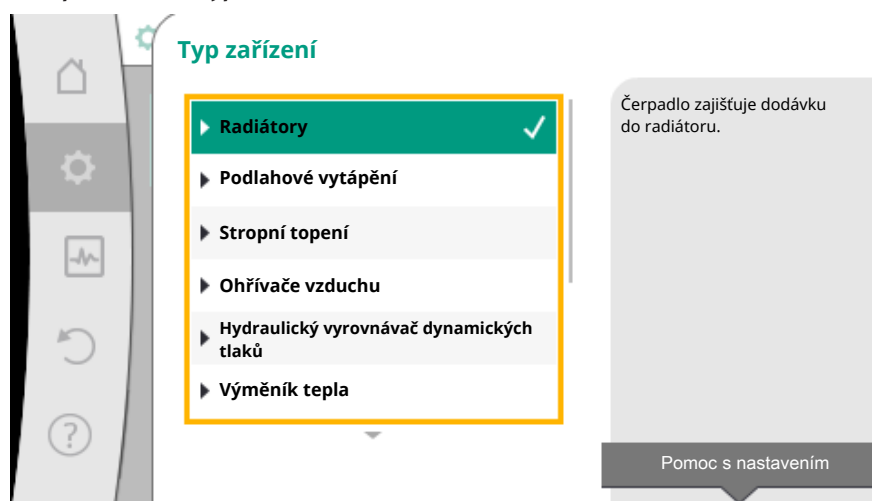 Typ zařízení
Radiátory
Podlahové vytápění
Stropní topení
Ohřívače vzduchu
Hydraulický vyrovnávač dynamických
tlaků
Výměník tepla
Čerpadlo zajišťuje dodávku
do radiátoru.
Pomoc s nastavením